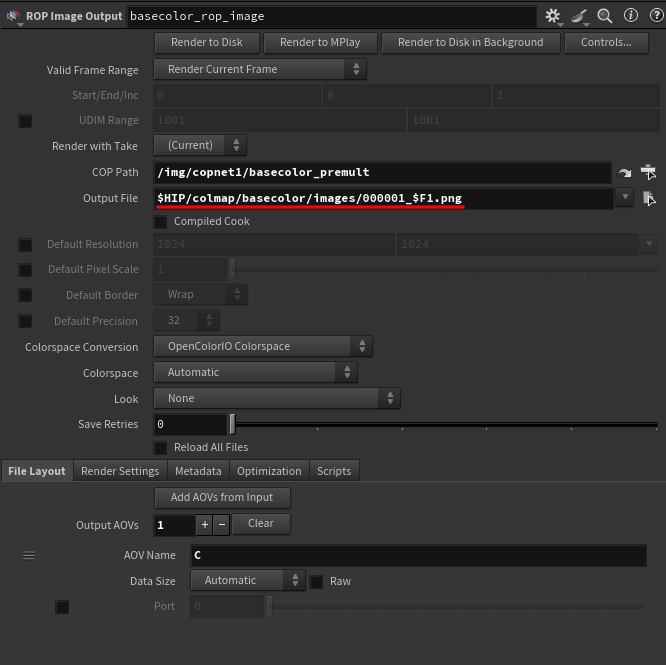 ROP Image Output basecolor_rop_image
Render to Disk Render to MPlay Render to Disk in Background Controls...
Valid Frame Range Render Current Frame
Start/End/Inc 0 0 1
UDIM Range 1001 1001
Render with Take (Current)
COP Path /img/copnet1/basecolor_premult
Output File $HIP/colmap/basecolor/images/000001_$F1.png
Compiled Cook
Default Resolution 1024 1024
Default Pixel Scale 1
Default Border Wrap
Default Precision 32
Colorspace Conversion OpenColorIO Colorspace
Colorspace Automatic
Look None
Save Retries 0
Reload All Files
File Layout Render Settings Metadata Optimization Scripts
Add AOVs from Input
Output AOVs 1 + − Clear
AOV Name C
Data Size Automatic Raw
Port 0